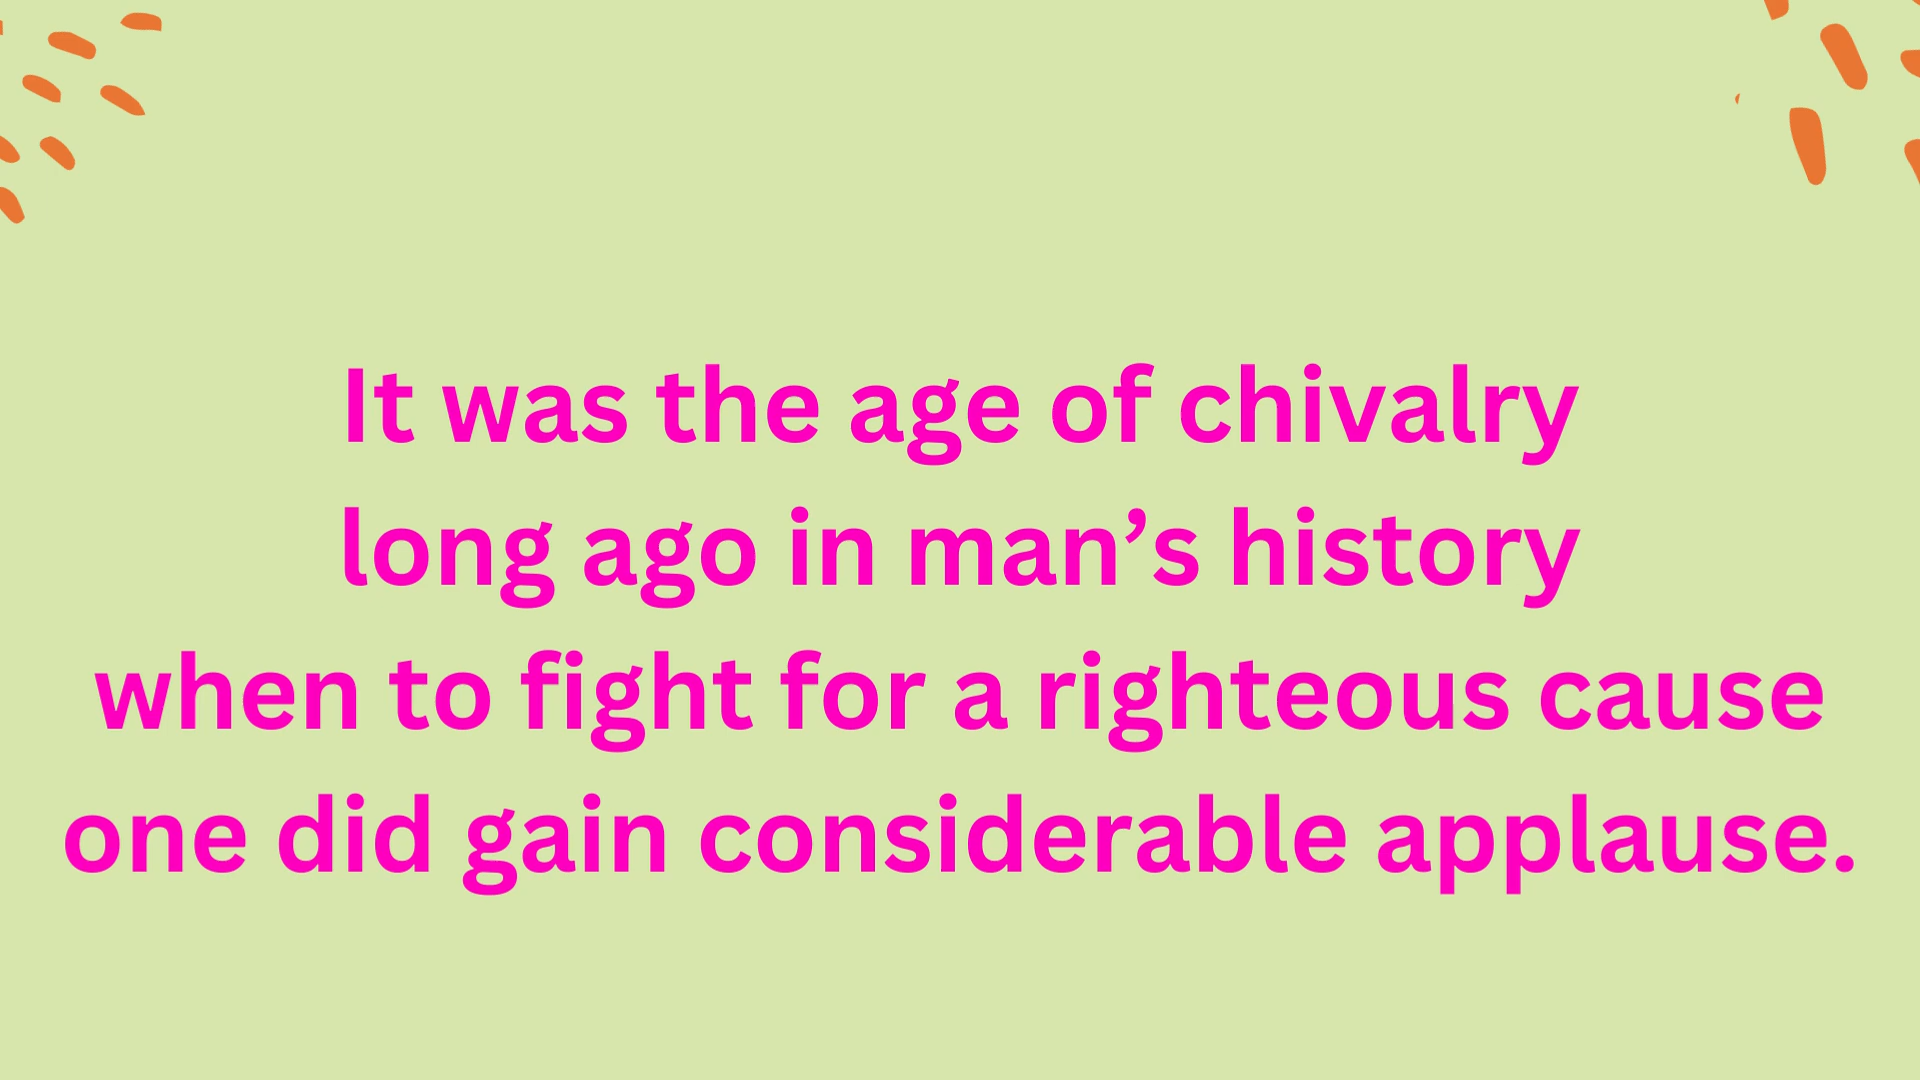 It was the age of chivalry
long ago in man’s history
when to fight for a righteous cause
one did gain considerable applause.